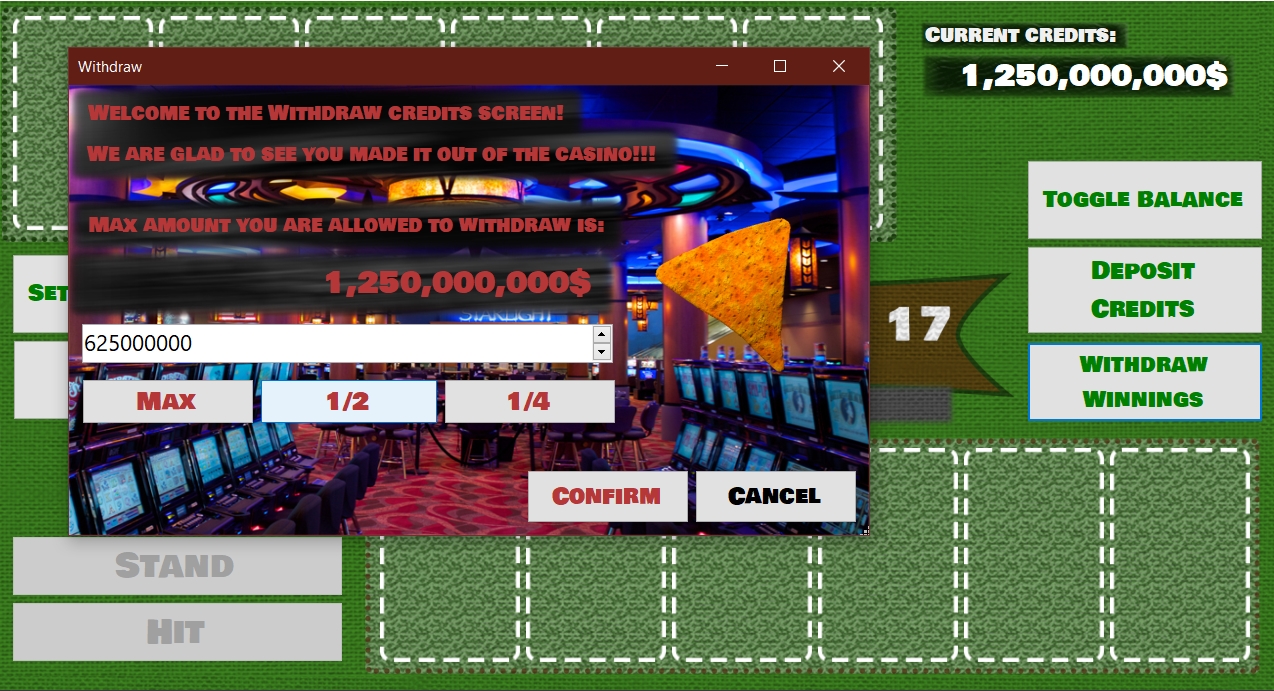 Current credits:
1,250,000,000$
Withdraw
Welcome to the Withdraw credits screen!
We are glad to see you made it out of the casino!!!
Max amount you are allowed to withdraw is:
1,250,000,000$
625000000
Max
1/2
1/4
Confirm
Cancel
Toggle Balance
Deposit
Credits
Withdraw
Winnings
17
Stand
Hit